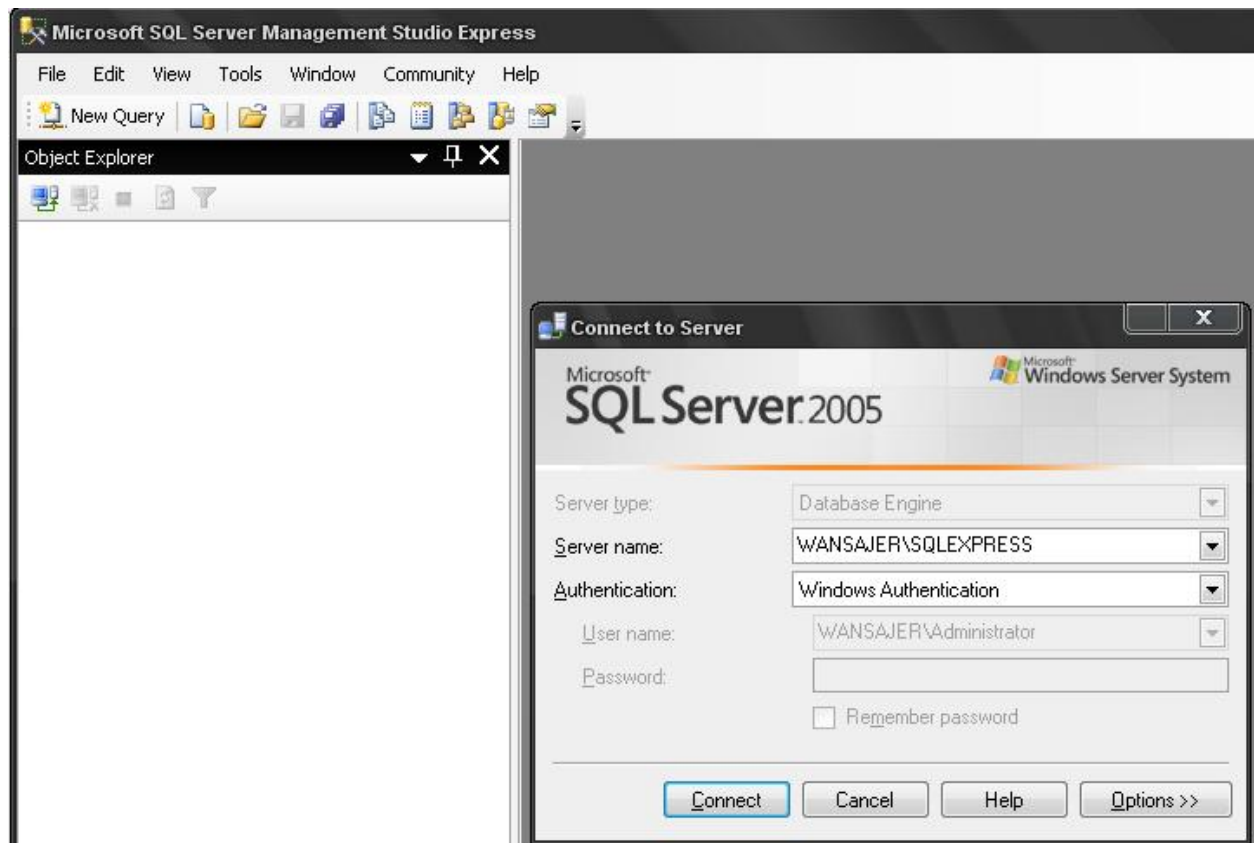 Microsoft SQL Server Management Studio Express
File Edit View Tools Window Community Help
New Query
Object Explorer
Connect to Server
Microsoft
SQL Server 2005
Microsoft
Windows Server System
Server type: Database Engine
Server name: WANSAJER\SQLEXPRESS
Authentication: Windows Authentication
User name: WANSAJER\Administrator
Password:
Remember password
Connect Cancel Help Options >>